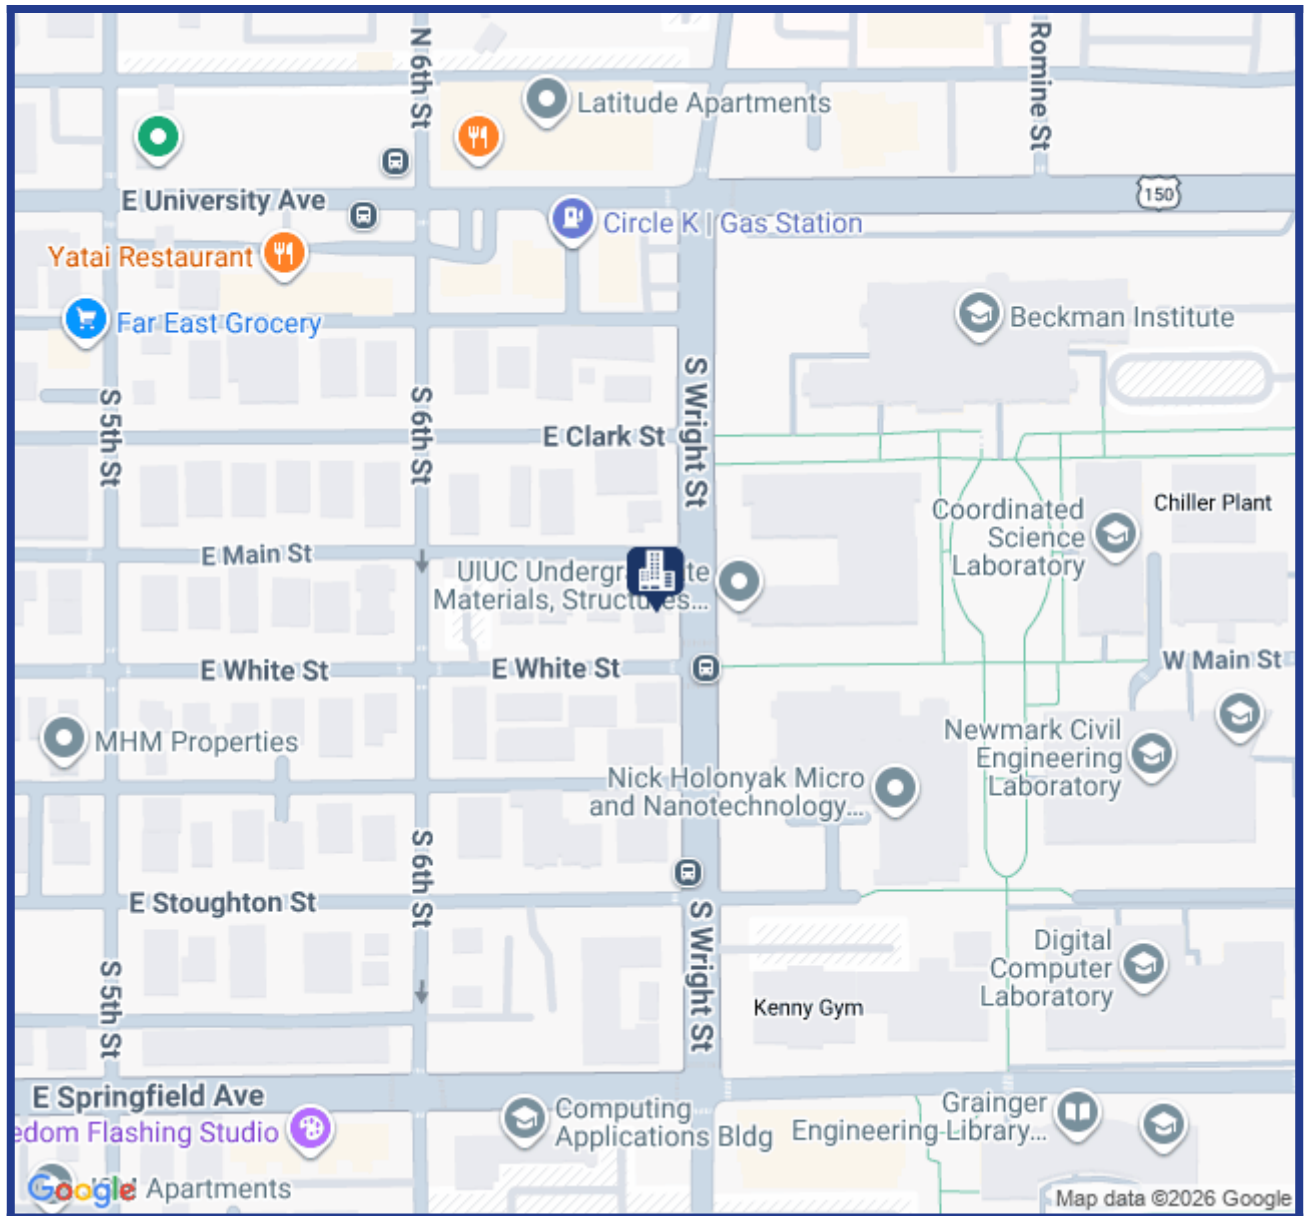 N 6th St
Romine St
Latitude Apartments
E University Ave
150
Circle K | Gas Station
Yatai Restaurant
Far East Grocery
Beckman Institute
S 5th St
S 6th St
S Wright St
E Clark St
Coordinated
Science
Laboratory
Chiller Plant
E Main St
UIUC Undergr
te
Materials, Struct
es...
E White St
E White St
W Main St
MHM Properties
Newmark Civil
Engineering
Laboratory
Nick Holonyak Micro
and Nanotechnology...
S 6th St
E Stoughton St
S Wright St
S 5th St
Digital
Computer
Laboratory
Kenny Gym
E Springfield Ave
edom Flashing Studio
Computing
Applications Bldg
Grainger
Engineering Library...
Google
Apartments
Map data ©2026 Google